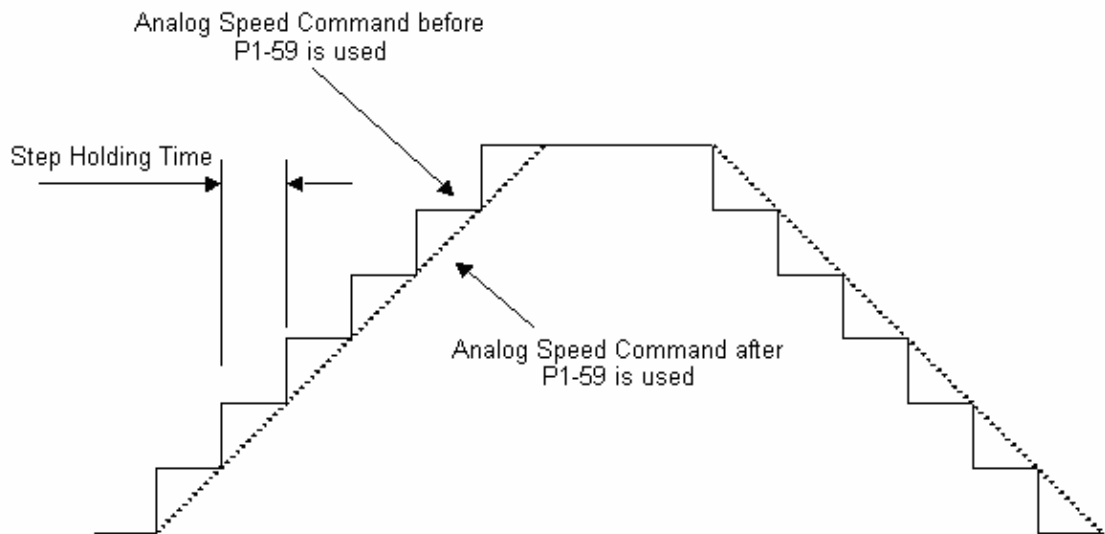 Analog Speed Command before
P1-59 is used
Step Holding Time
Analog Speed Command after
P1-59 is used